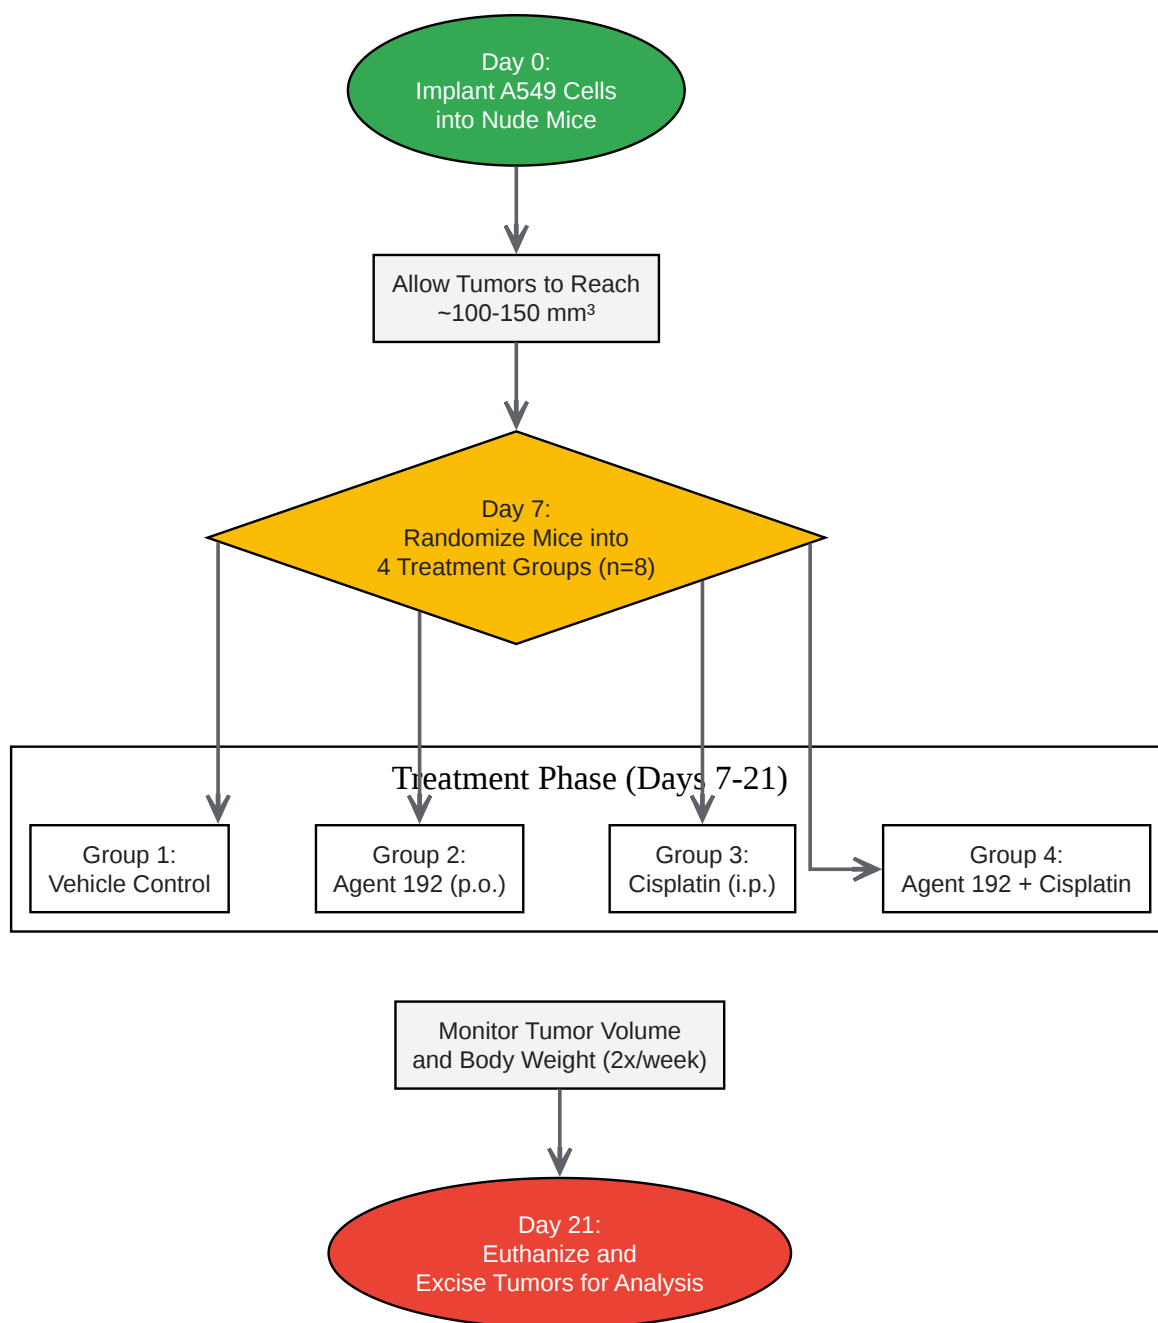 Day 0:
Implant A549 Cells
into Nude Mice
Allow Tumors to Reach
~100-150 mm³
Day 7:
Randomize Mice into
4 Treatment Groups (n=8)
Treatment Phase (Days 7-21)
Group 1:
Vehicle Control
Group 2:
Agent 192 (p.o.)
Group 3:
Cisplatin (i.p.)
Group 4:
Agent 192 + Cisplatin
Monitor Tumor Volume
and Body Weight (2x/week)
Day 21:
Euthanize and
Excise Tumors for Analysis